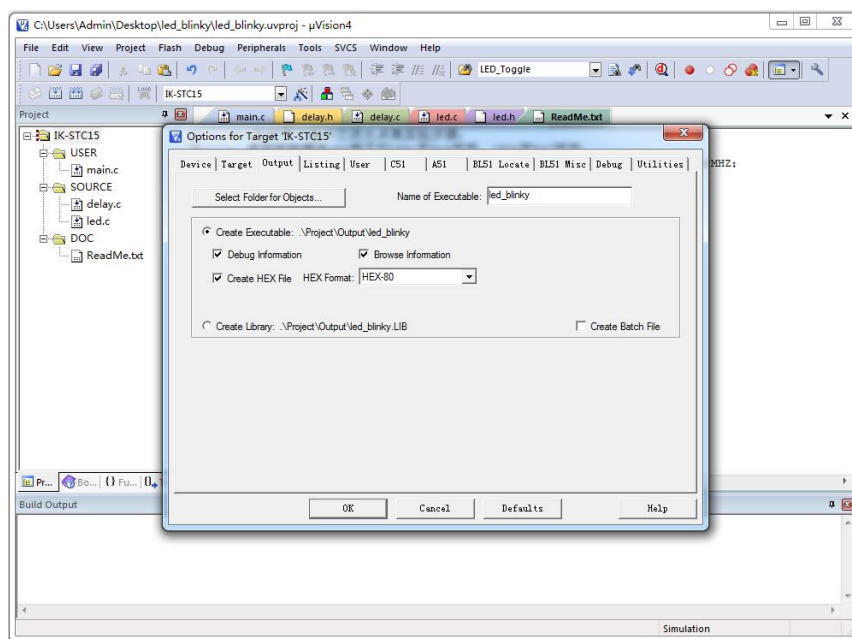 C:\Users\Admin\Desktop\led_blinky\led_blinky.uvproj - µVision4
File Edit View Project Flash Debug Peripherals Tools SVCS Window Help
LED_Toggle
LOAD IK-STC15
Project main.c delay.h delay.c led.c led.h ReadMe.txt
IK-STC15
USER
main.c
SOURCE
delay.c
led.c
DOC
ReadMe.txt
MHZ;
Options for Target 'IK-STC15'
Device Target Output Listing User C51 A51 BL51 Locate BL51 Misc Debug Utilities
Select Folder for Objects... Name of Executable: led_blinky
Create Executable: .\Project\Output\led_blinky
Debug Information Browse Information
Create HEX File HEX Format: HEX-80
Create Library: .\Project\Output\led_blinky.LIB Create Batch File
OK Cancel Defaults Help
Pr... Bo... {} Fu... 0
Build Output
Simulation